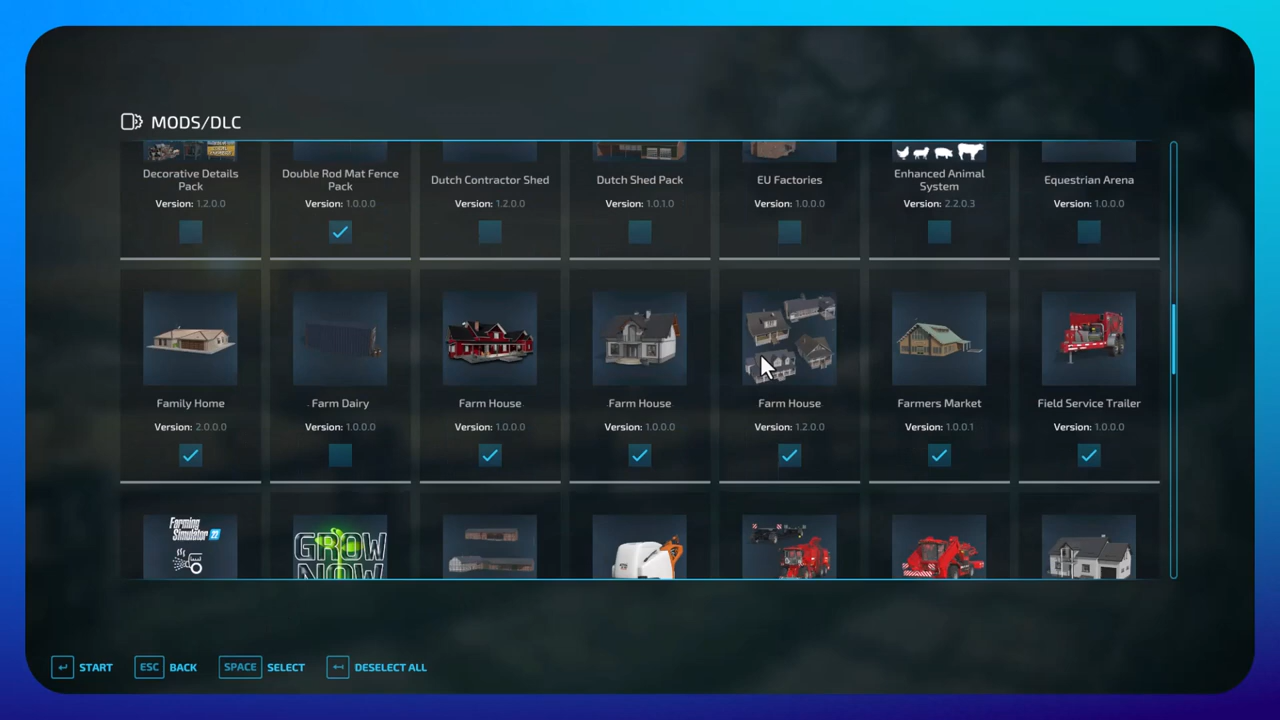 MODS/DLC
Decorative Details
Pack
Version: 1.2.0.0
Double Rod Mat Fence
Pack
Version: 1.0.0.0
Dutch Contractor Shed
Version: 1.2.0.0
Dutch Shed Pack
Version: 1.0.1.0
EU Factories
Version: 1.0.0.0
Enhanced Animal
System
Version: 2.2.0.3
Equestrian Arena
Version: 1.0.0.0
Family Home
Version: 2.0.0.0
Farm Dairy
Version: 1.0.0.0
Farm House
Version: 1.0.0.0
Farm House
Version: 1.0.0.0
Farm House
Version: 1.2.0.0
Farmers Market
Version: 1.0.0.1
Field Service Trailer
Version: 1.0.0.0
Farming
Simulator 22
GROW
NOW
START
ESC BACK
SPACE SELECT
DESELECT ALL